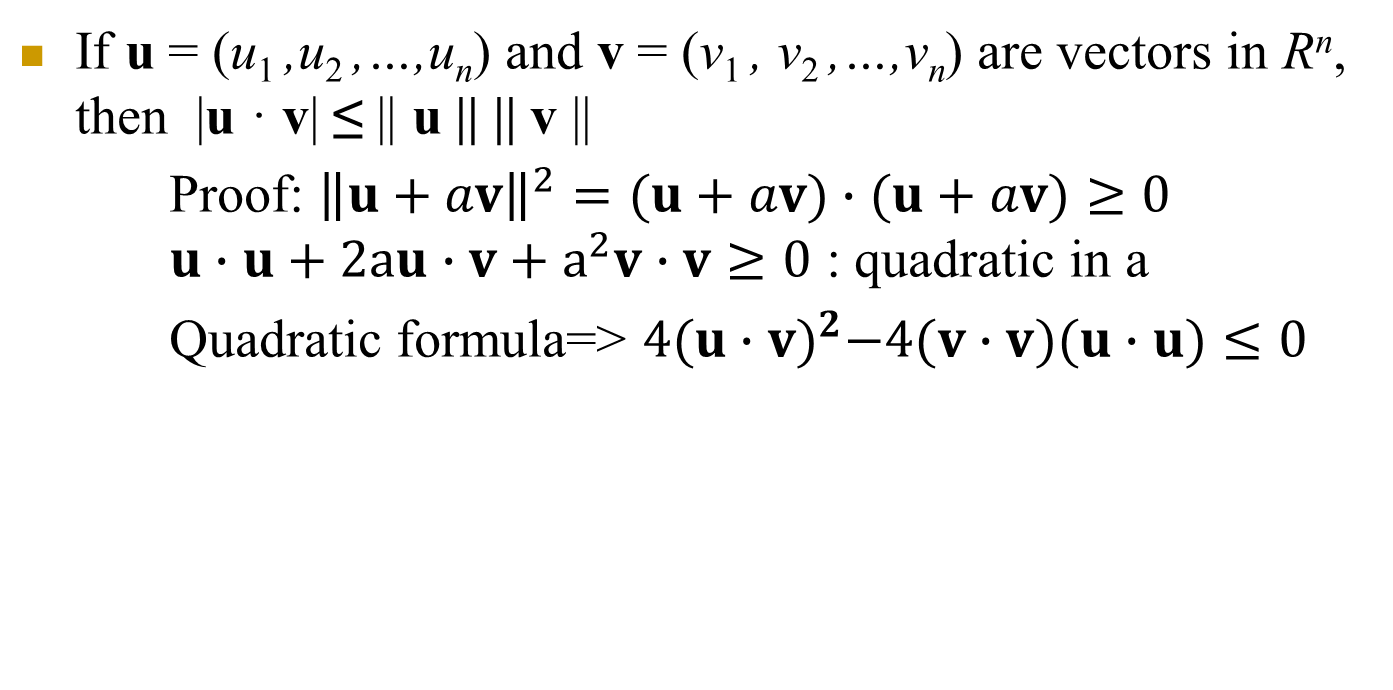 ▪ If u = (u₁,u₂,...,uₙ) and v = (v₁, v₂,...,vₙ) are vectors in Rⁿ,
then |u · v| ≤ ‖ u ‖ ‖ v ‖
Proof: ‖u + av‖² = (u + av) · (u + av) ≥ 0
u · u + 2au · v + a²v · v ≥ 0 : quadratic in a
Quadratic formula=> 4(u · v)²−4(v · v)(u · u) ≤ 0